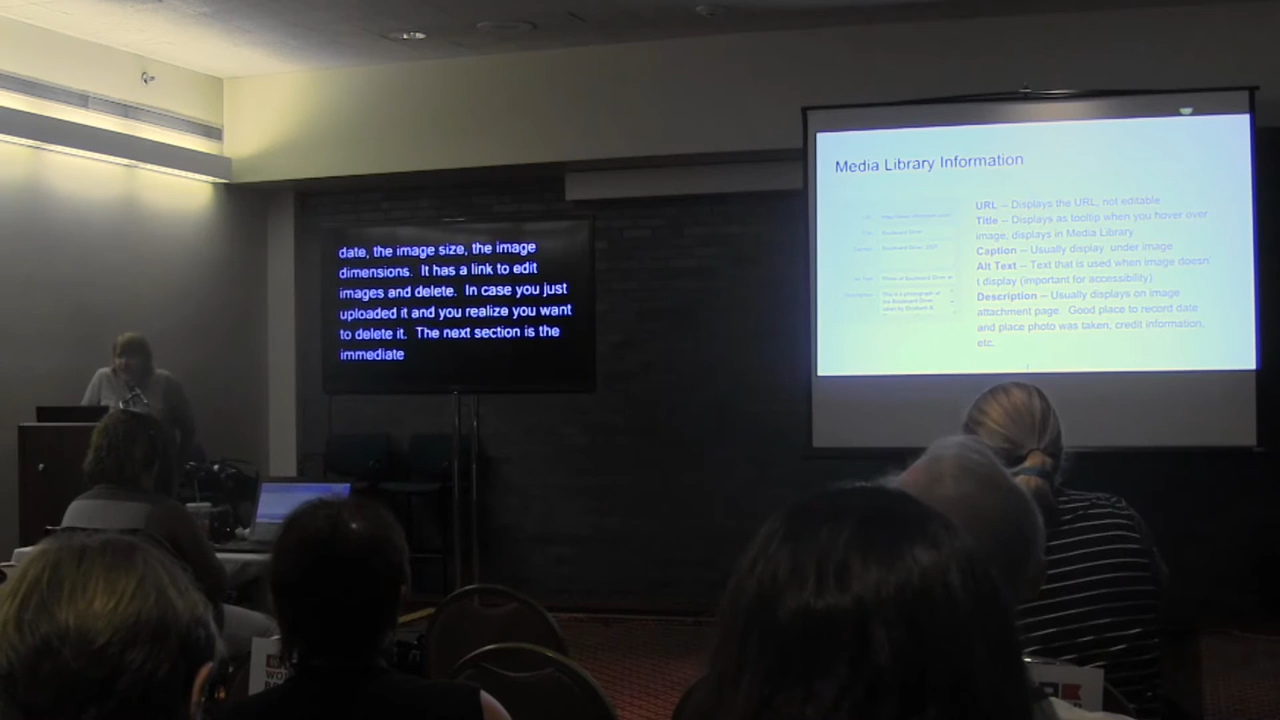 date, the image size, the image
dimensions.  It has a link to edit
images and delete.  In case you just
uploaded it and you realize you want
to delete it.  The next section is the
immediate
Media Library Information
URL – Displays the URL, not editable
Title – Displays as tooltip when you hover over
image, displays in Media Library
Caption – Usually display  under image
Alt Text – Text that is used when image doesn
t display (important for accessibility)
Description – Usually displays on image
attachment page.  Good place to record date
and place photo was taken, credit information,
etc.